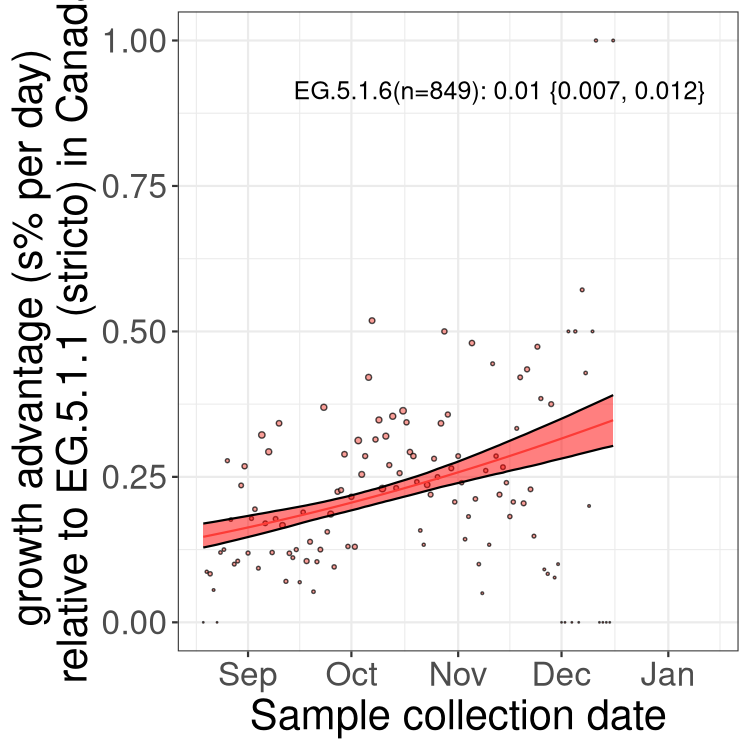 growth advantage (s% per day)
relative to EG.5.1.1 (stricto) in Canada
1.00
0.75
0.50
0.25
0.00
EG.5.1.6(n=849): 0.01 {0.007, 0.012}
Sep Oct Nov Dec Jan
Sample collection date